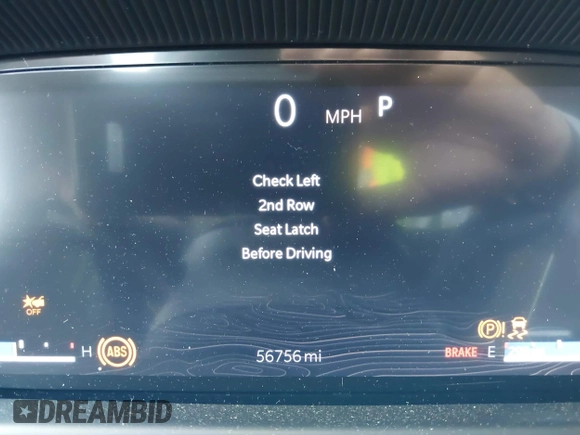 0 MPH P
Check Left
2nd Row
Seat Latch
Before Driving
OFF
H ABS
56756 mi
P !
BRAKE E
DREAMBID